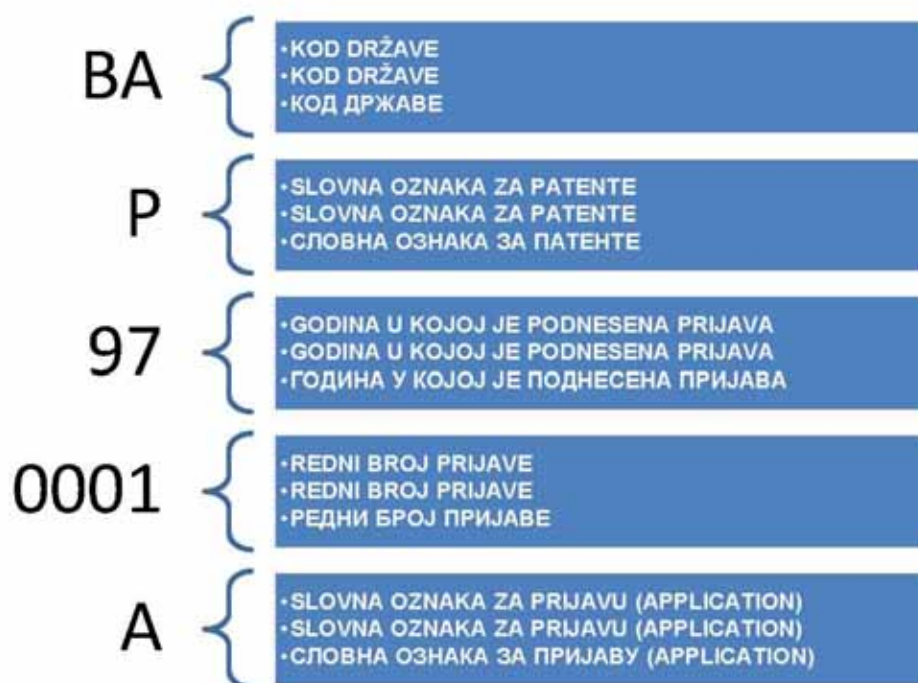 BA
•KOD DRŽAVE
•KOD DRŽAVE
•КОД ДРЖАВЕ
P
•SLOVNA OZNAKA ZA PATENTE
•SLOVNA OZNAKA ZA PATENTE
•СЛОВНА ОЗНАКА ЗА ПАТЕНТЕ
97
•GODINA U KOJOJ JE PODNESENA PRIJAVA
•GODINA U KOJOJ JE PODNESENA PRIJAVA
•ГОДИНА У КОЈОЈ ЈЕ ПОДНЕСЕНА ПРИЈАВА
0001
•REDNI BROJ PRIJAVE
•REDNI BROJ PRIJAVE
•РЕДНИ БРОЈ ПРИЈАВЕ
A
•SLOVNA OZNAKA ZA PRIJAVU (APPLICATION)
•SLOVNA OZNAKA ZA PRIJAVU (APPLICATION)
•СЛОВНА ОЗНАКА ЗА ПРИЈАВУ (APPLICATION)